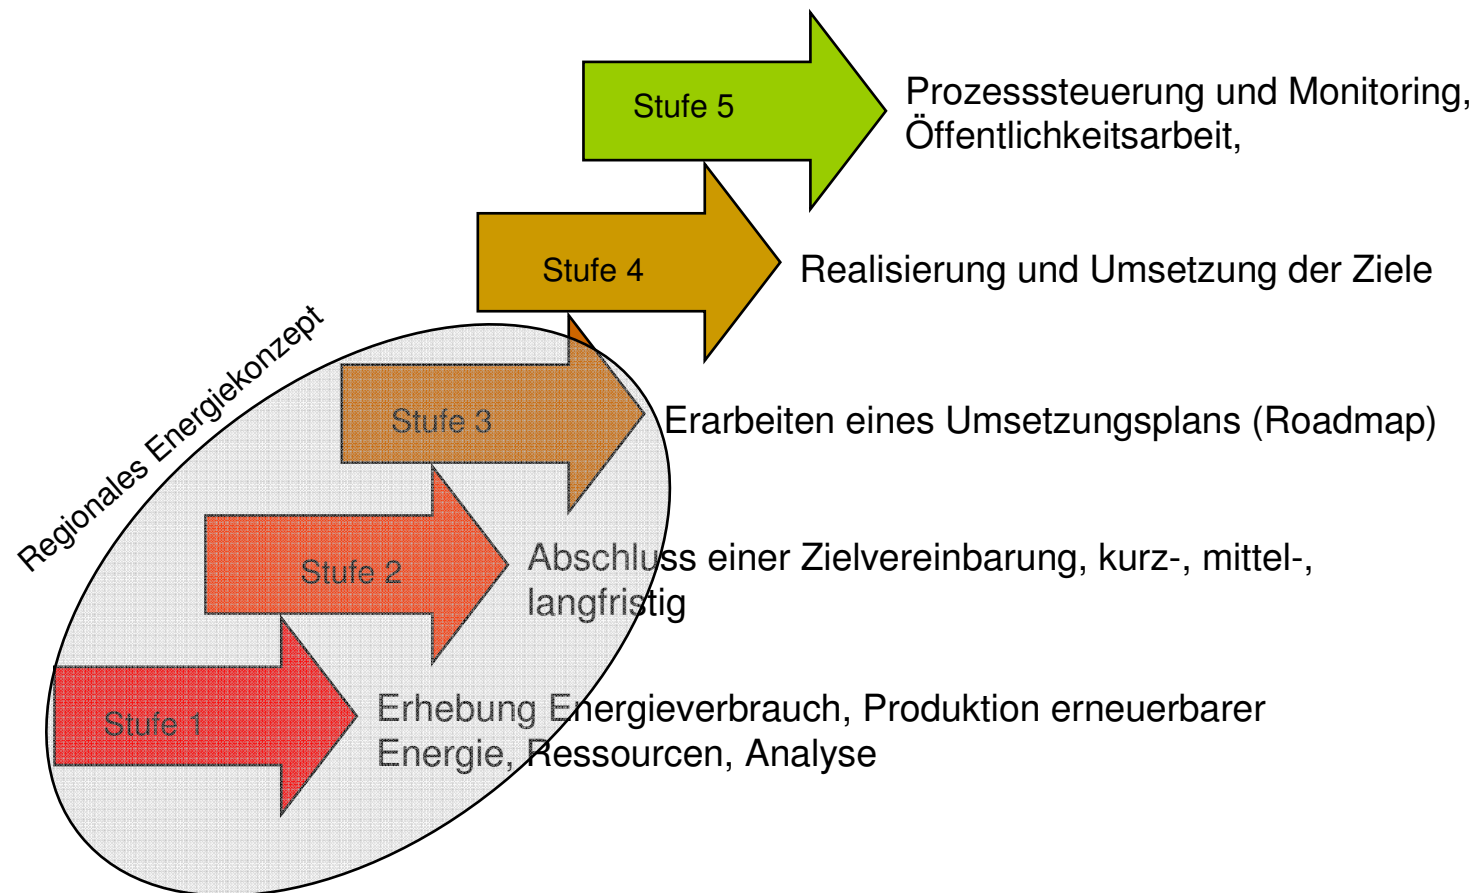 Stufe 5
Prozesssteuerung und Monitoring,
Öffentlichkeitsarbeit,
Stufe 4
Realisierung und Umsetzung der Ziele
Regionales Energiekonzept
Stufe 3
Erarbeiten eines Umsetzungsplans (Roadmap)
Stufe 2
Abschluss einer Zielvereinbarung, kurz-, mittel-,
langfristig
Stufe 1
Erhebung Energieverbrauch, Produktion erneuerbarer
Energie, Ressourcen, Analyse